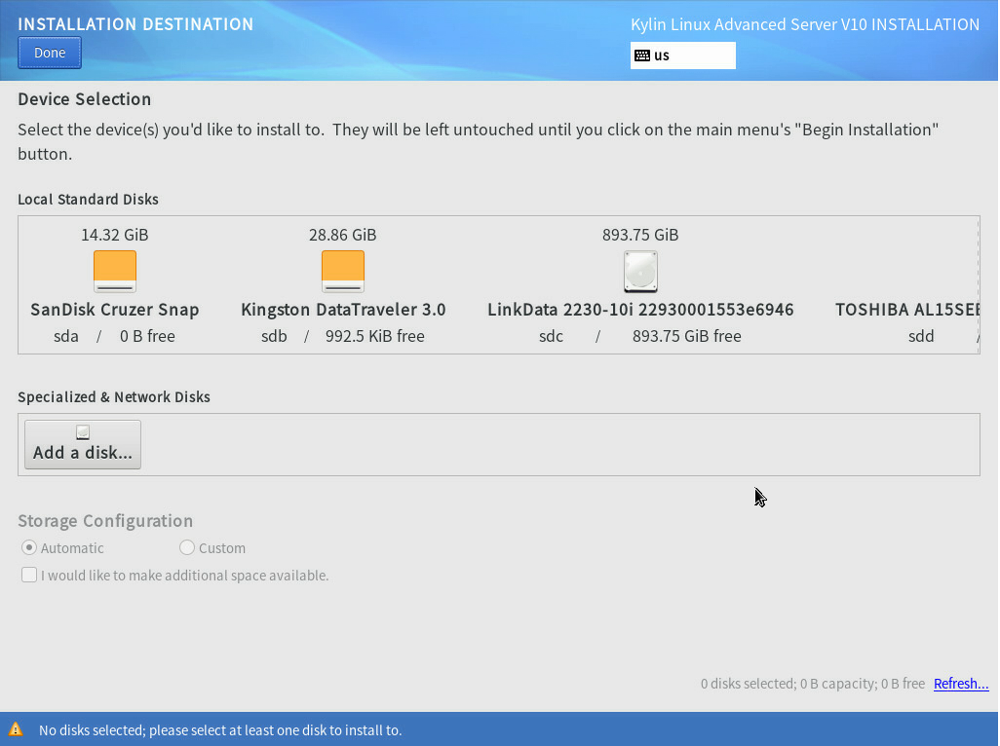 INSTALLATION DESTINATION
Kylin Linux Advanced Server V10 INSTALLATION
Done
us
Device Selection
Select the device(s) you'd like to install to.  They will be left untouched until you click on the main menu's "Begin Installation"
button.
Local Standard Disks
14.32 GiB
28.86 GiB
893.75 GiB
SanDisk Cruzer Snap
Kingston DataTraveler 3.0
LinkData 2230-10i 22930001553e6946
TOSHIBA AL15SEE
sda / 0 B free
sdb / 992.5 KiB free
sdc / 893.75 GiB free
sdd /
Specialized & Network Disks
Add a disk...
Storage Configuration
Automatic
Custom
I would like to make additional space available.
0 disks selected; 0 B capacity; 0 B free
Refresh...
No disks selected; please select at least one disk to install to.